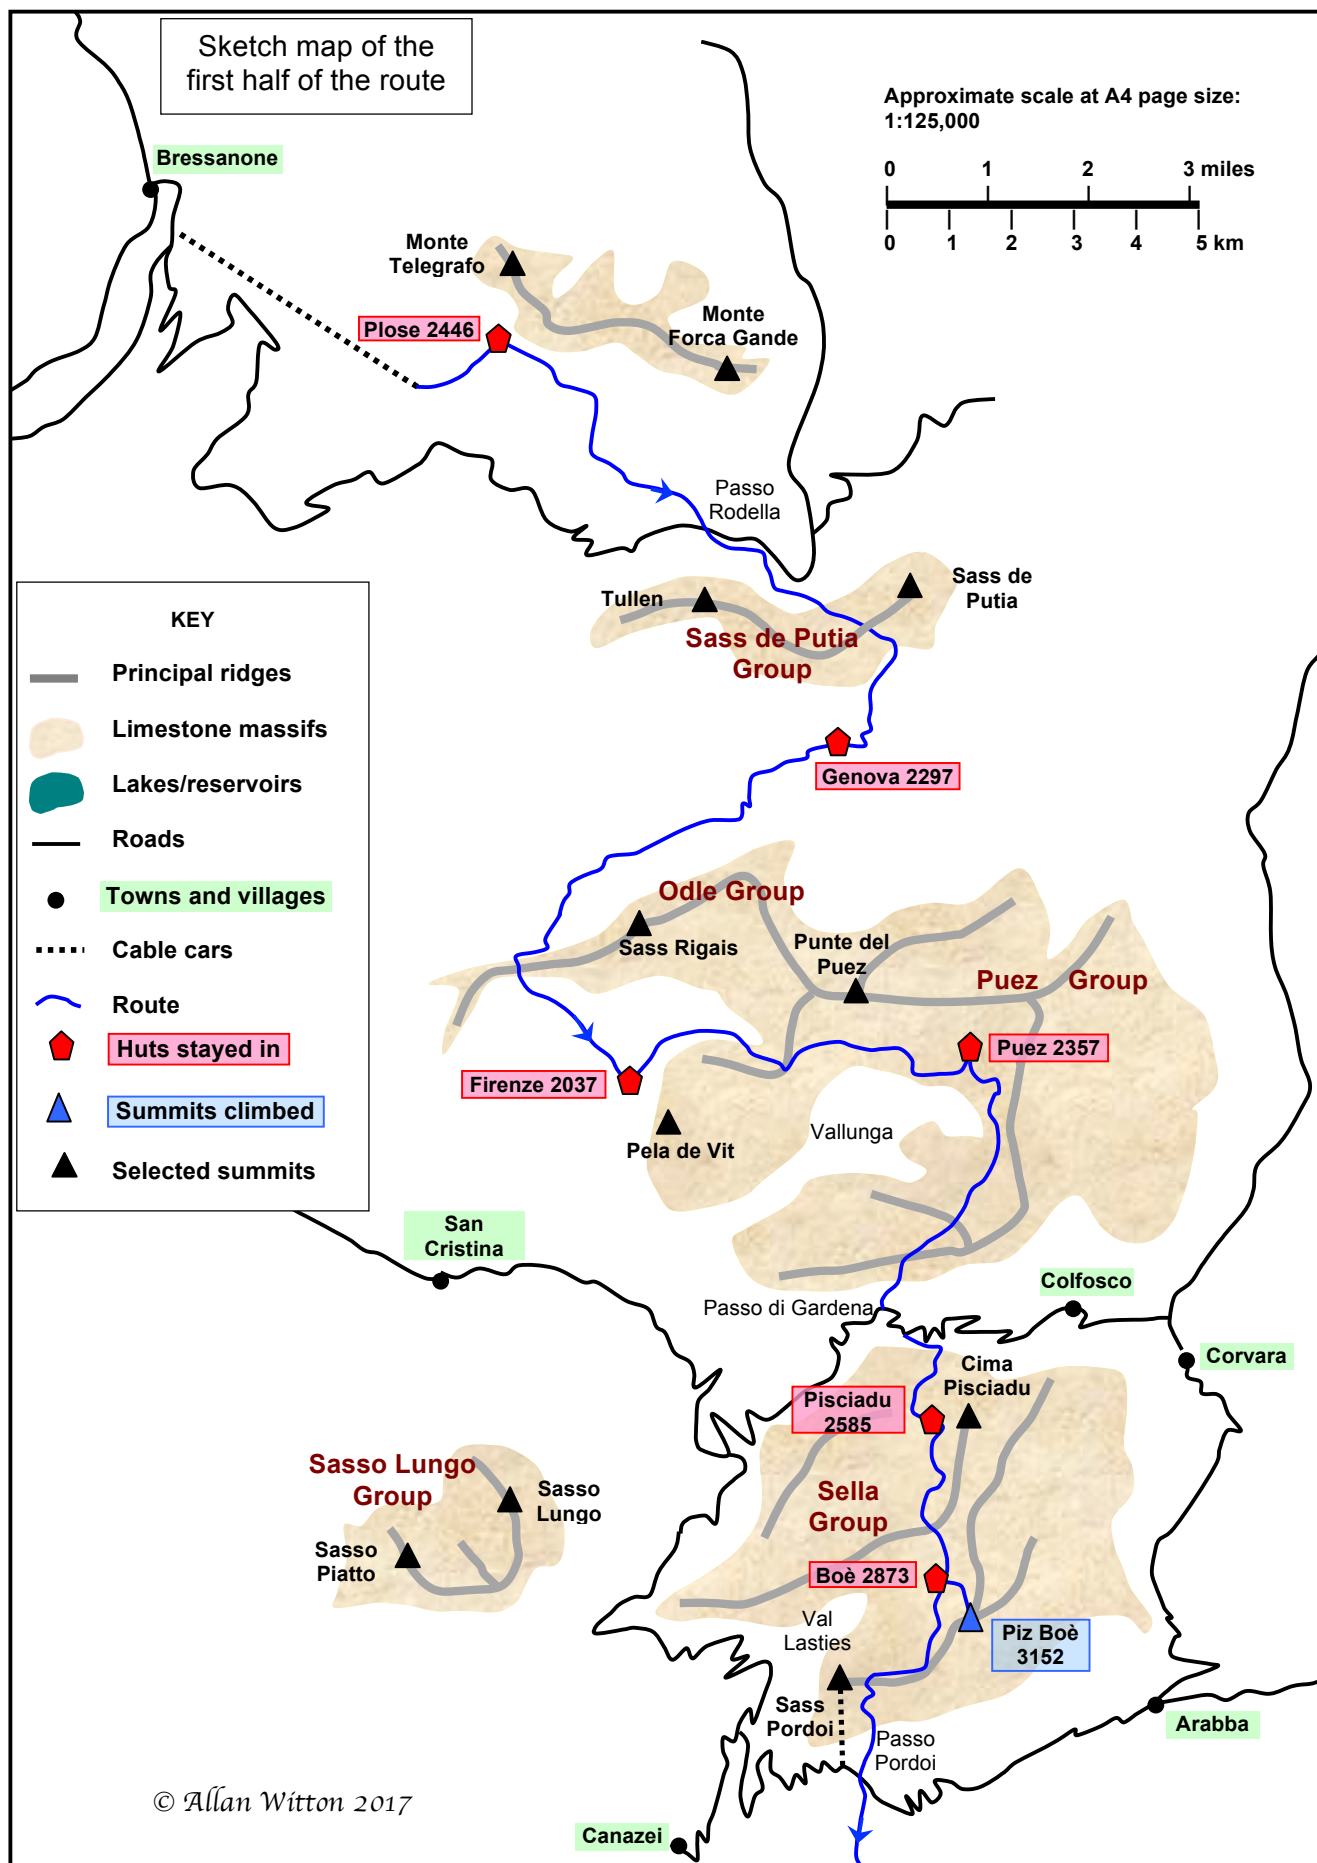 Sketch map of the
first half of the route
Approximate scale at A4 page size:
1:125,000
0 1 2 3 miles
0 1 2 3 4 5 km
Bressanone
Monte
Telegrafo
Plose 2446
Monte
Forca Gande
Passo
Rodella
Tullen
Sass de
Putia
Sass de Putia
Group
Genova 2297
KEY
Principal ridges
Limestone massifs
Lakes/reservoirs
Roads
Towns and villages
Cable cars
Route
Huts stayed in
Summits climbed
Selected summits
Odle Group
Sass Rigais
Punte del
Puez
Puez Group
Puez 2357
Firenze 2037
Vallunga
Pela de Vit
San
Cristina
Passo di Gardena
Colfosco
Corvara
Cima
Pisciadu
Pisciadu
2585
Sasso Lungo
Group
Sasso
Lungo
Sasso
Piatto
Sella
Group
Boè 2873
Val
Lasties
Piz Boè
3152
Sass
Pordoi
Passo
Pordoi
Arabba
© Allan Witton 2017
Canazei